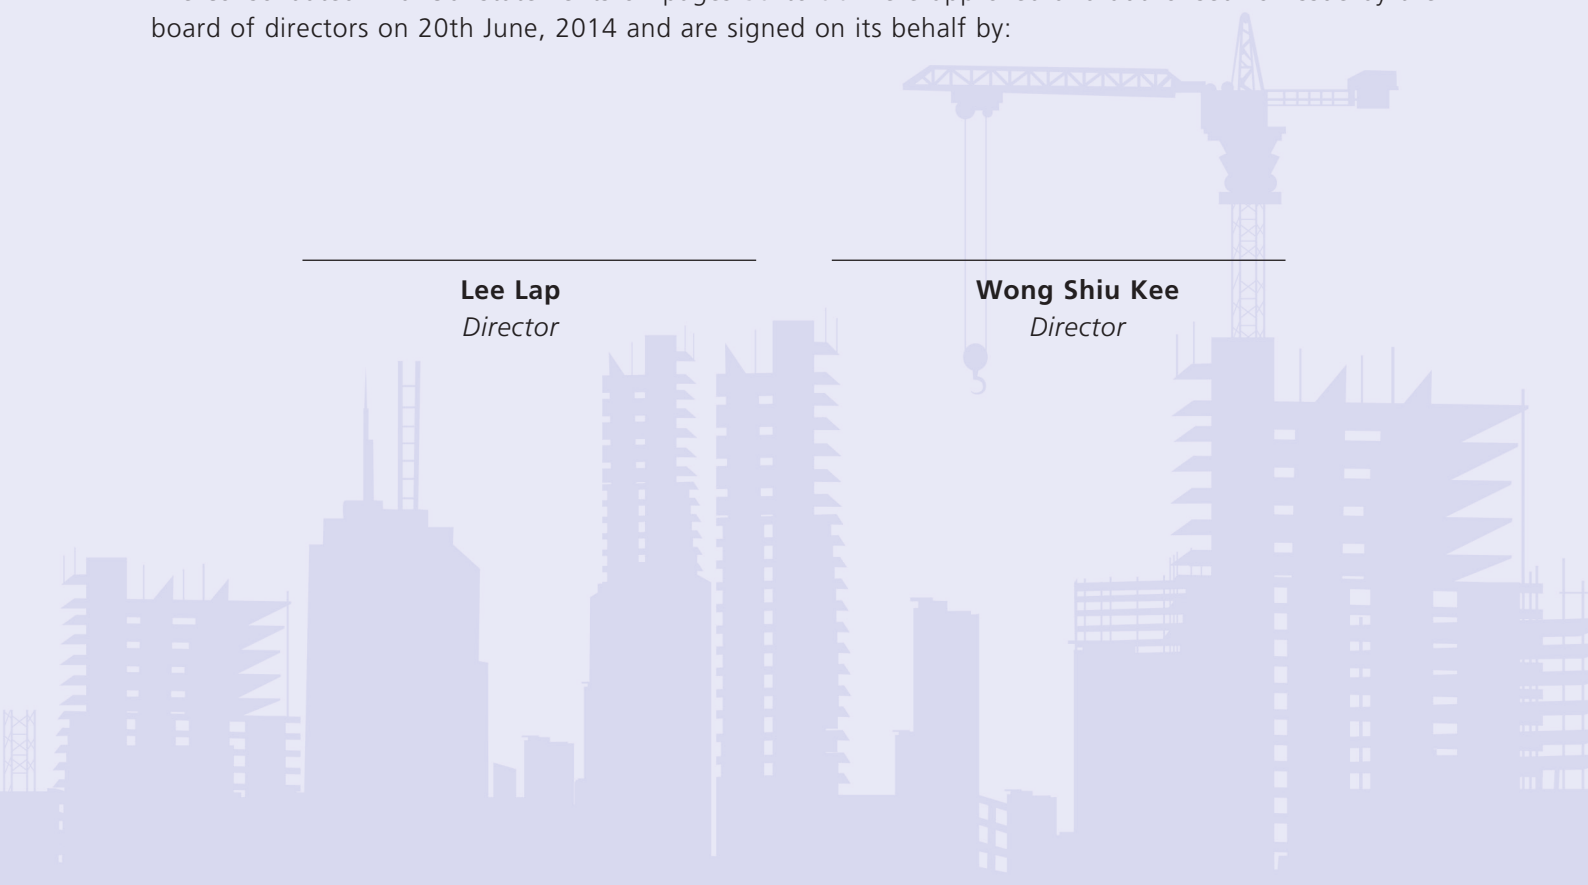 board of directors on 20th June, 2014 and are signed on its behalf by:
Lee Lap
Wong Shiu Kee
Director
Director